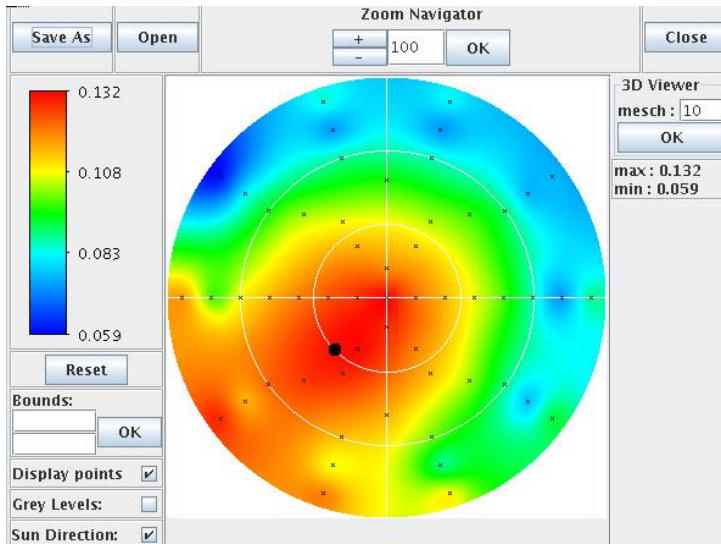 Zoom Navigator
Save As
Open
+
-
100
OK
Close
0.132
0.108
0.083
0.059
3D Viewer
mesch : 10
OK
max : 0.132
min : 0.059
Reset
Bounds:
OK
Display points
Grey Levels:
Sun Direction: